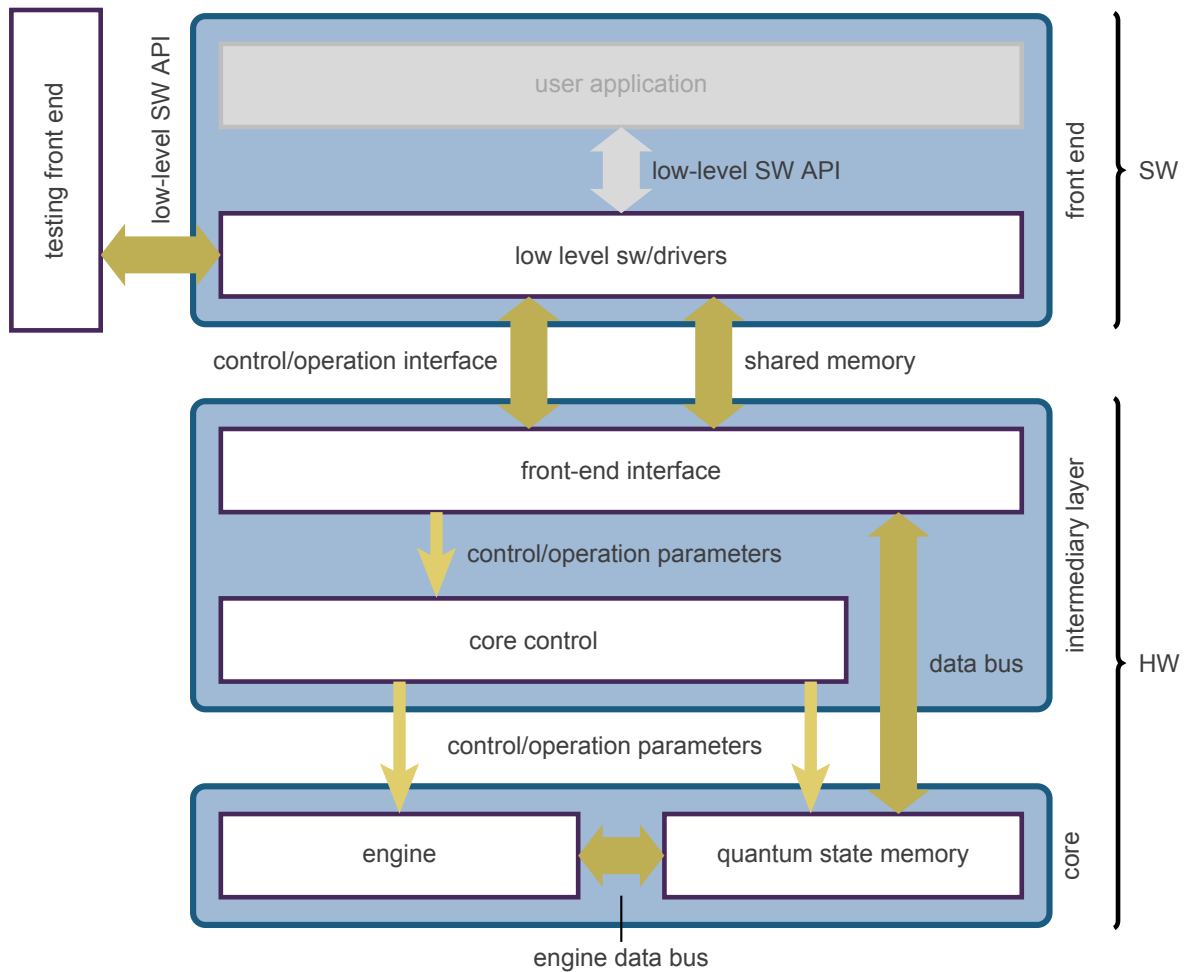 testing front end
low-level SW API
user application
low-level SW API
low level sw/drivers
front end
SW
control/operation interface
shared memory
front-end interface
control/operation parameters
core control
data bus
intermediary layer
HW
control/operation parameters
engine
quantum state memory
core
engine data bus